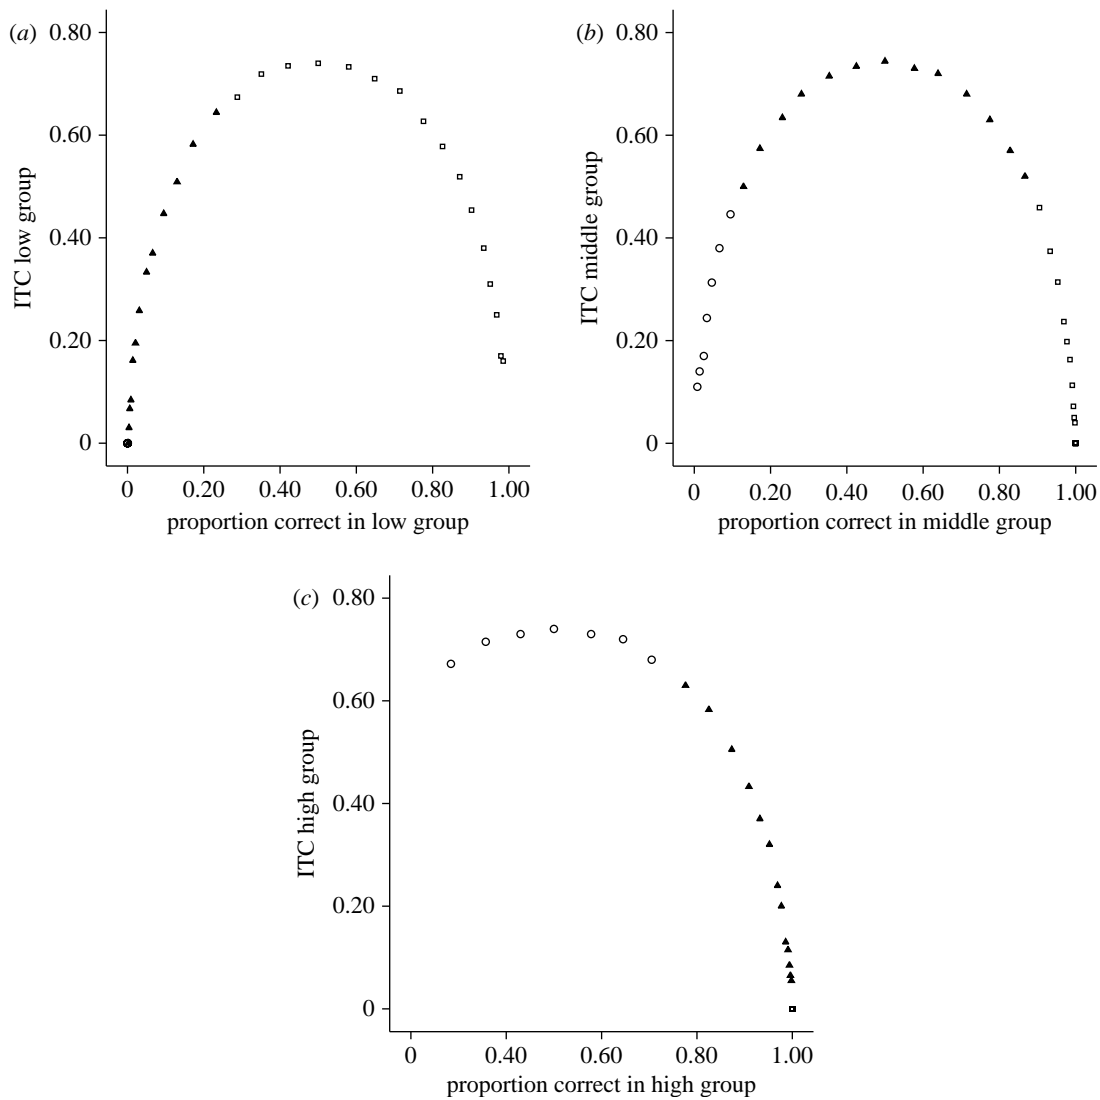 (a)
0.80
0.60
0.40
0.20
0
ITC low group
0 0.20 0.40 0.60 0.80 1.00
proportion correct in low group
(b)
0.80
0.60
0.40
0.20
0
ITC middle group
0 0.20 0.40 0.60 0.80 1.00
proportion correct in middle group
(c)
0.80
0.60
0.40
0.20
0
ITC high group
0 0.40 0.60 0.80 1.00
proportion correct in high group